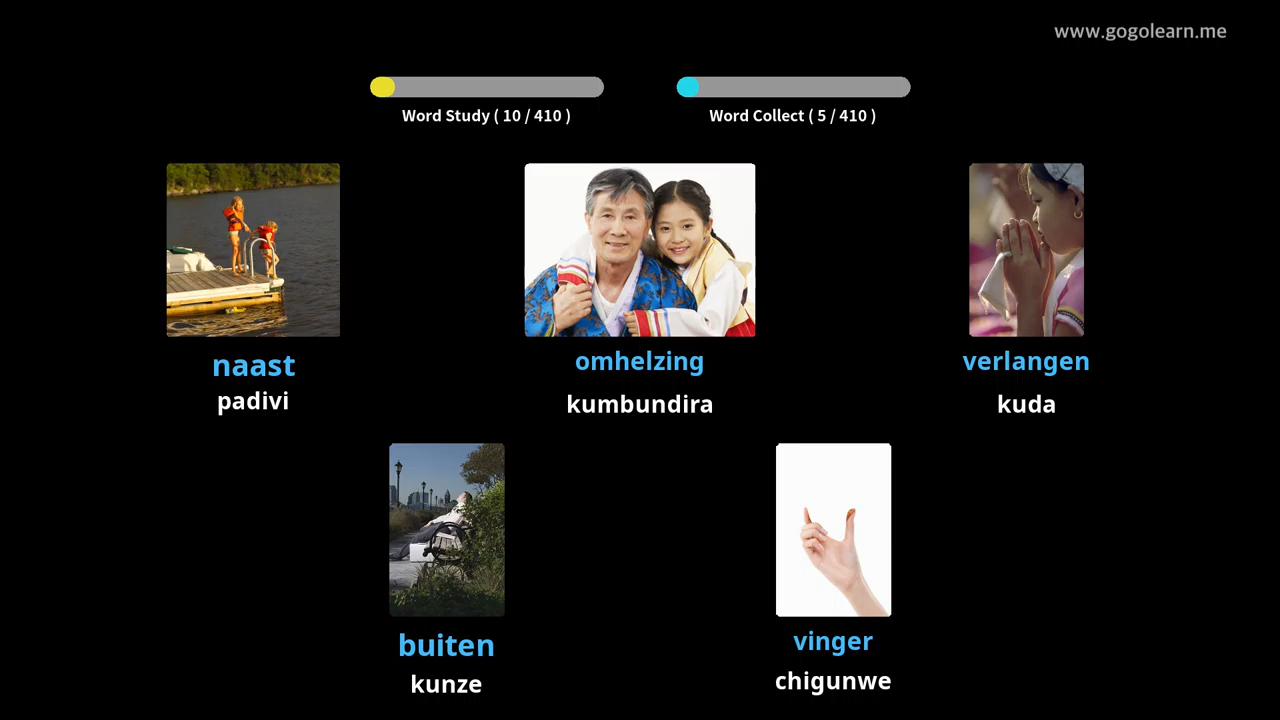 www.gogolearn.me
Word Study ( 10 / 410 )
Word Collect ( 5 / 410 )
naast
padivi
omhelzing
kumbundira
verlangen
kuda
buiten
kunze
vinger
chigunwe